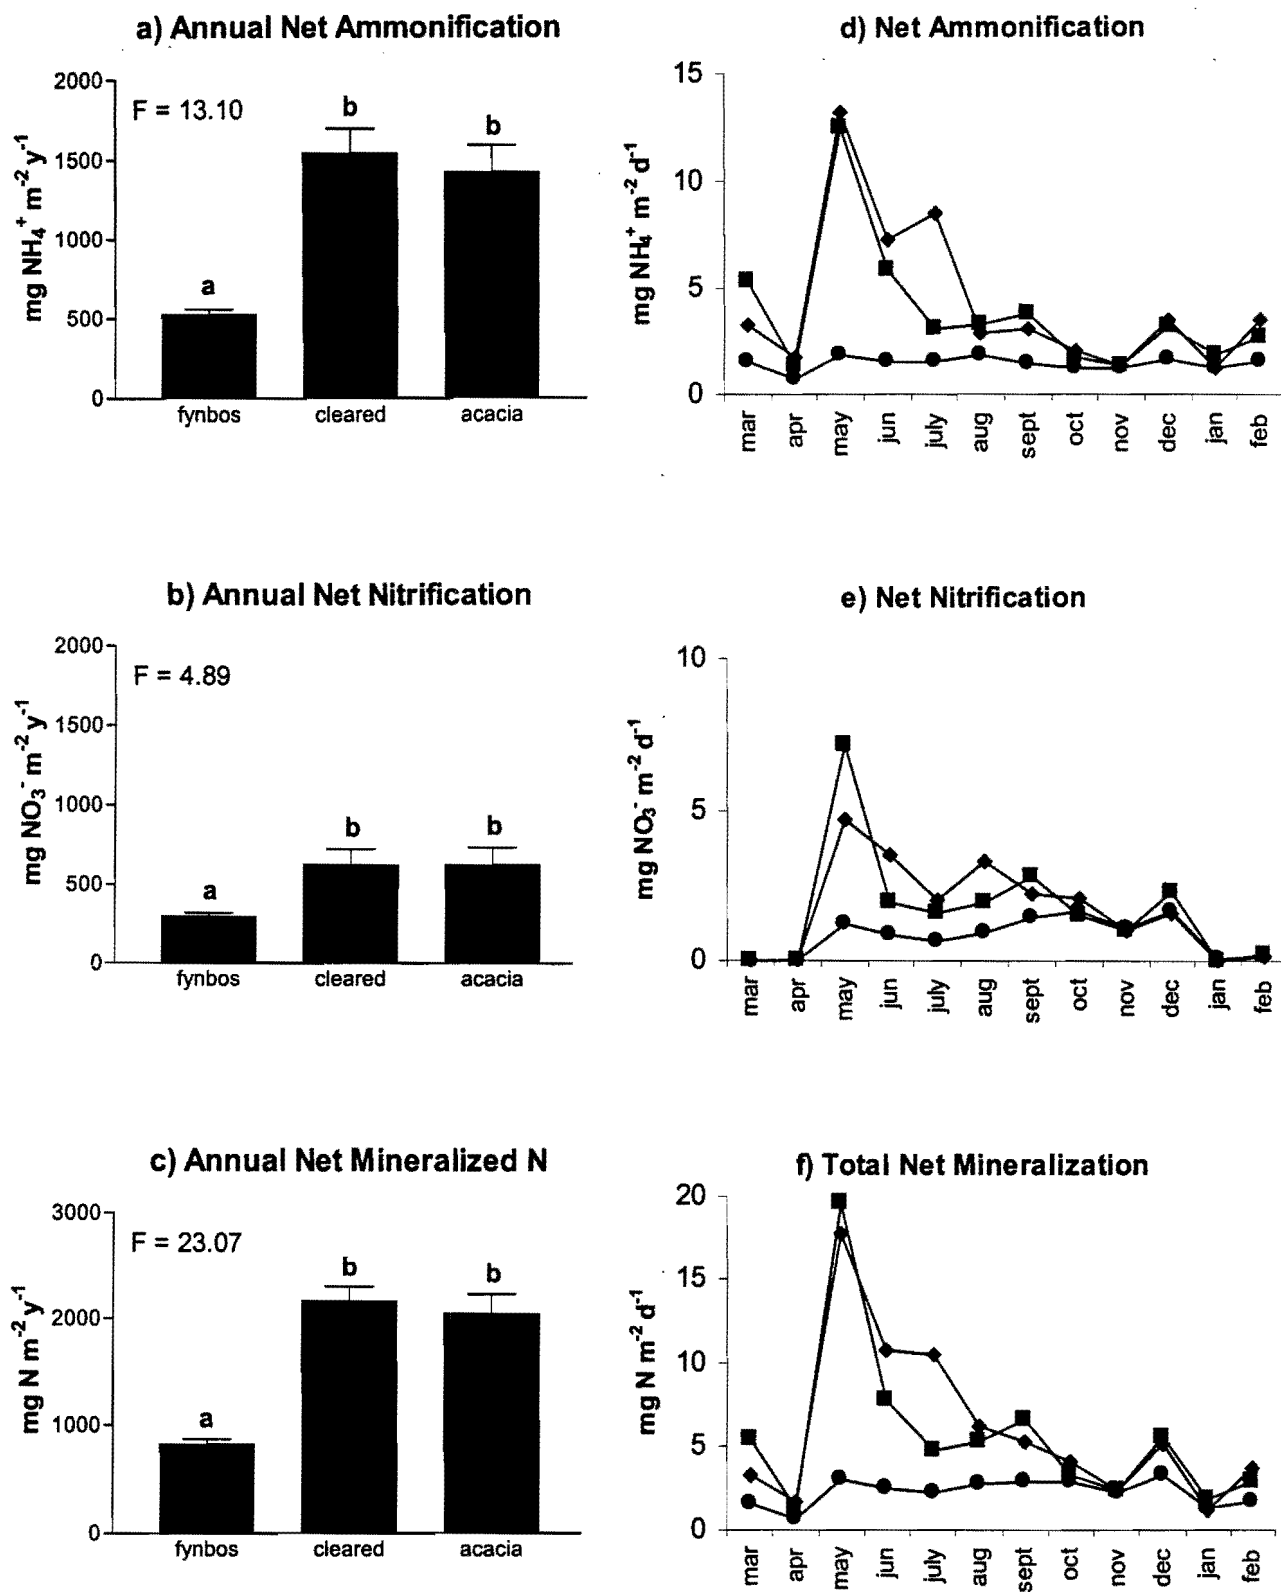 a) Annual Net Ammonification
2000
1500
1000
500
0
mg NH₄⁺ m⁻² y⁻¹
F = 13.10
a
b
b
fynbos cleared acacia
d) Net Ammonification
15
10
5
0
mg NH₄⁺ m⁻² d⁻¹
mar apr may jun july aug sept oct nov dec jan feb
b) Annual Net Nitrification
2000
1500
1000
500
0
mg NO₃⁻ m⁻² y⁻¹
F = 4.89
a
b
b
fynbos cleared acacia
e) Net Nitrification
10
5
0
mg NO₃⁻ m⁻² d⁻¹
mar apr may jun july aug sept oct nov dec jan feb
c) Annual Net Mineralized N
3000
2000
1000
0
mg N m⁻² y⁻¹
F = 23.07
a
b
b
fynbos cleared acacia
f) Total Net Mineralization
20
15
10
5
0
mg N m⁻² d⁻¹
mar apr may jun july aug sept oct nov dec jan feb